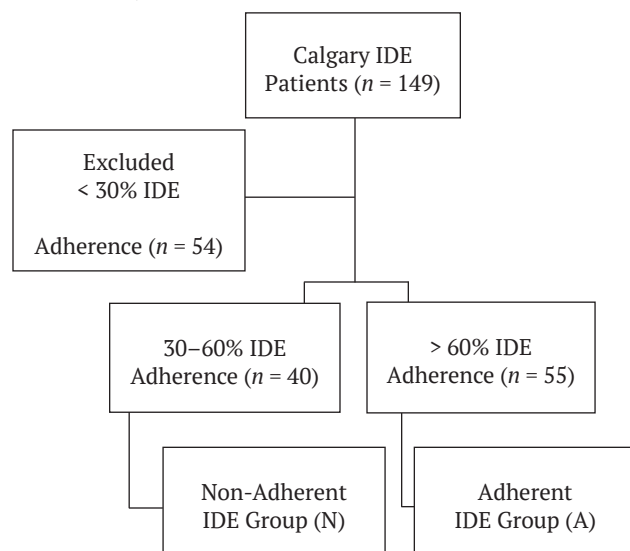 Calgary IDE
Patients (n = 149)
Excluded
< 30% IDE
Adherence (n = 54)
30–60% IDE
Adherence (n = 40)
> 60% IDE
Adherence (n = 55)
Non-Adherent
IDE Group (N)
Adherent
IDE Group (A)